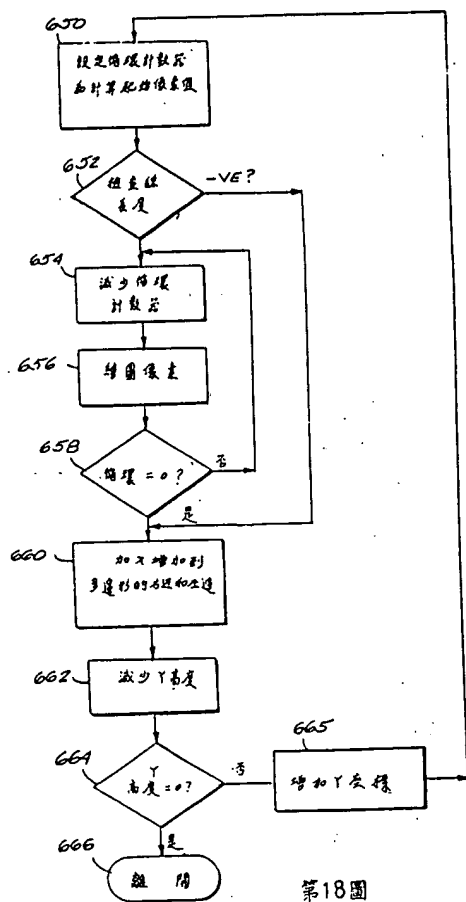 650
設定循環計數器
和計算起始像素值
652
檢查線
長度
-VE?
654
減少循環
計數器
656
繪圖像素
658
循環=0?
否
是
660
加X增加到
多邊形的右邊和左邊
662
減少Y高度
664
Y
高度=0?
否
665
增加Y座標
是
666
離開
第18圖